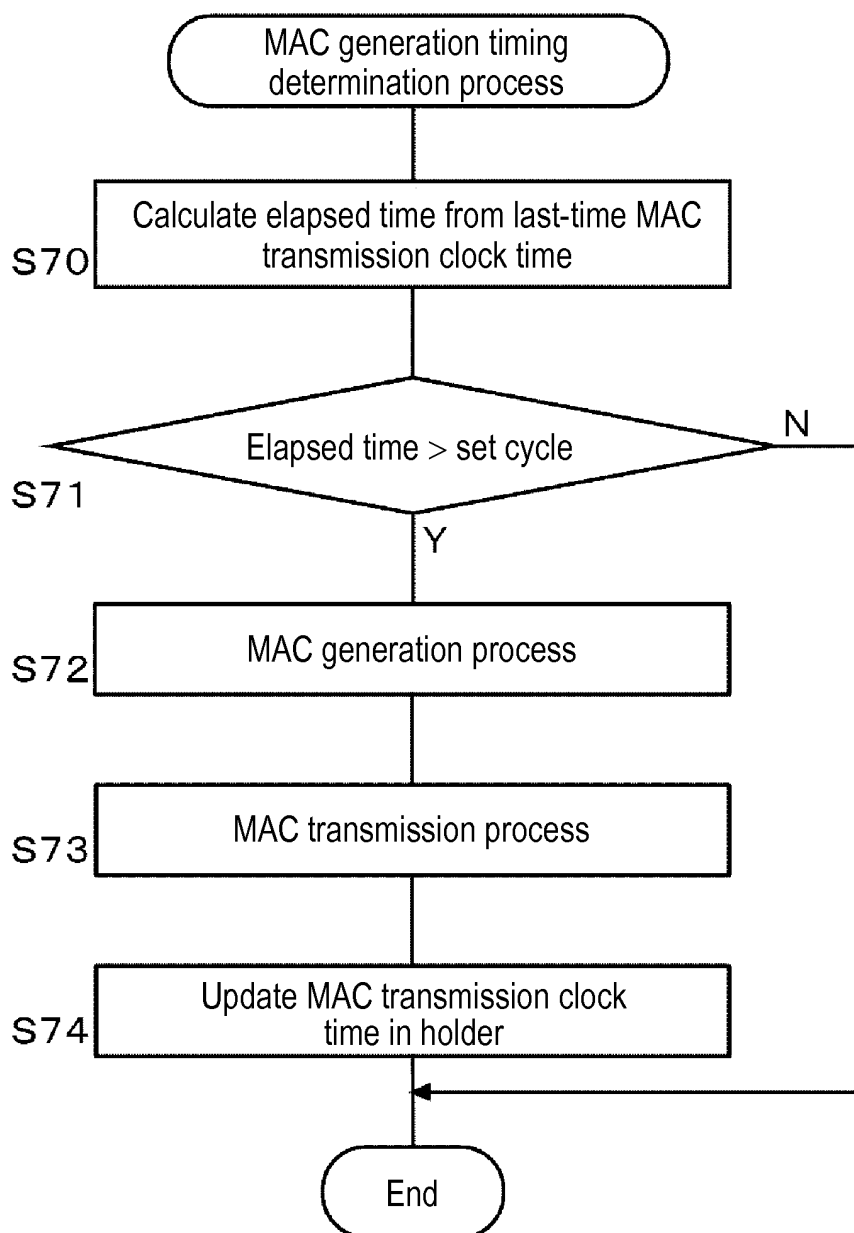 MAC generation timing
determination process
Calculate elapsed time from last-time MAC
transmission clock time
S70
Elapsed time > set cycle
N
S71
Y
MAC generation process
S72
MAC transmission process
S73
Update MAC transmission clock
time in holder
S74
End